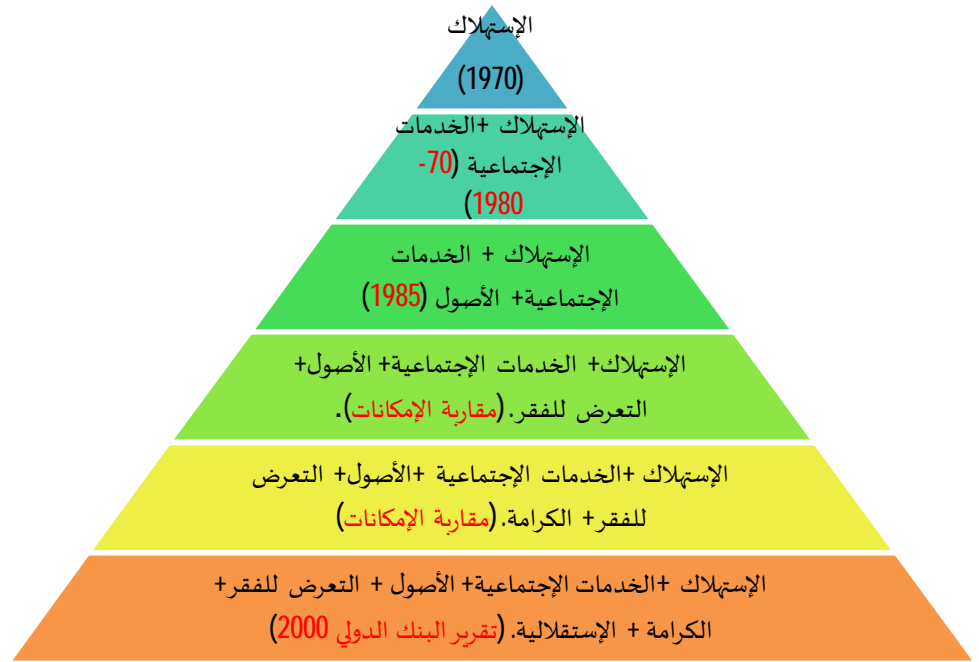 الإستهلاك
(1970)
الإستهلاك +الخدمات
الإجتماعية (70-
1980)
الإستهلاك + الخدمات
الإجتماعية+ الأصول (1985)
الإستهلاك+ الخدمات الإجتماعية+ الأصول+
التعرض للفقر. (مقاربة الإمكانات).
الإستهلاك +الخدمات الإجتماعية +الأصول+ التعرض
للفقر+ الكرامة. (مقاربة الإمكانات)
الإستهلاك +الخدمات الإجتماعية+ الأصول + التعرض للفقر+
الكرامة + الإستقلالية. (تقرير البنك الدولي 2000)